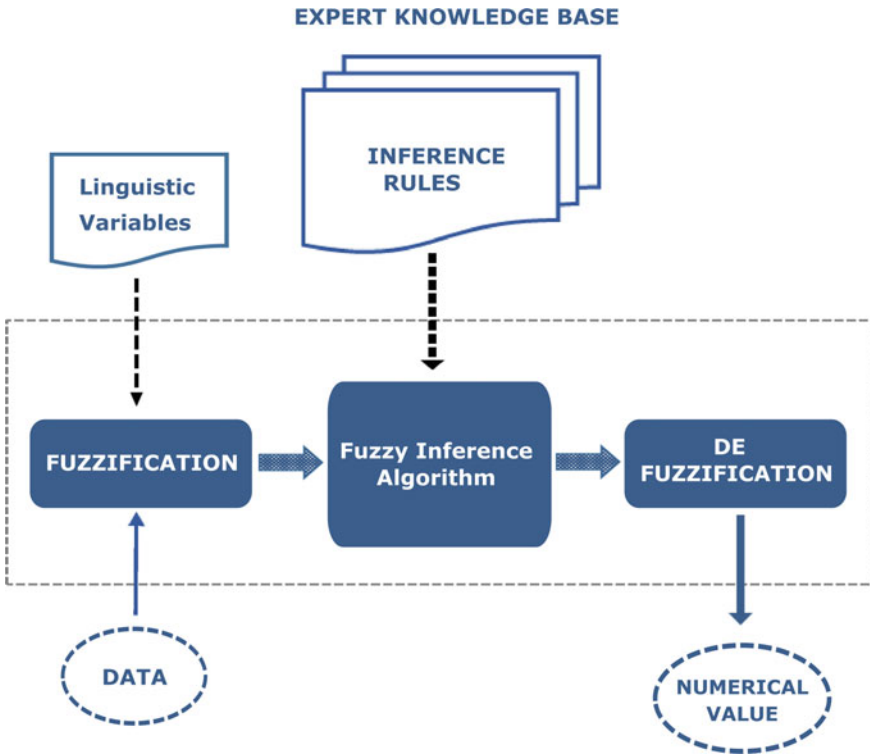 EXPERT KNOWLEDGE BASE
INFERENCE
RULES
Linguistic
Variables
FUZZIFICATION
Fuzzy Inference
Algorithm
DE
FUZZIFICATION
DATA
NUMERICAL
VALUE